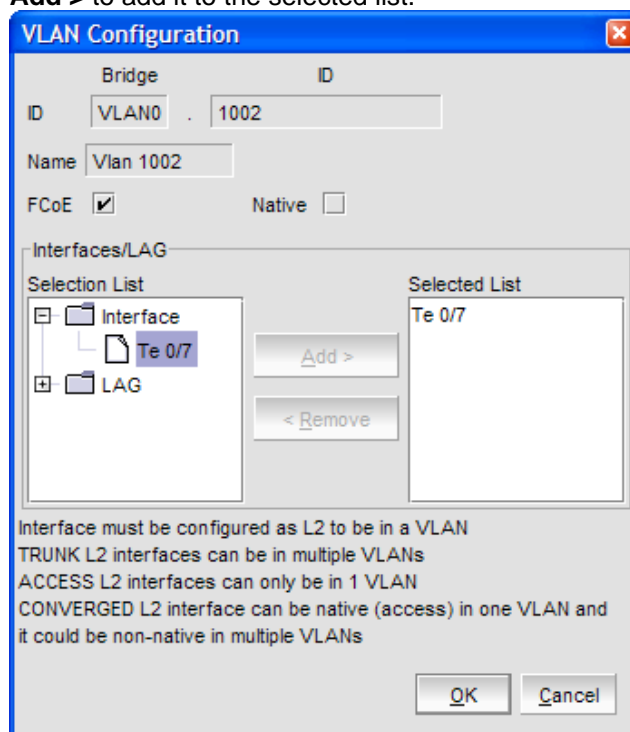 Add > to add it to the selected list.
VLAN Configuration
Bridge ID
ID VLAN0 . 1002
Name Vlan 1002
FCoE Native
Interfaces/LAG
Selection List Selected List
Interface Te 0/7
Te 0/7
Add >
LAG
< Remove
Interface must be configured as L2 to be in a VLAN
TRUNK L2 interfaces can be in multiple VLANs
ACCESS L2 interfaces can only be in 1 VLAN
CONVERGED L2 interface can be native (access) in one VLAN and
it could be non-native in multiple VLANs
OK Cancel